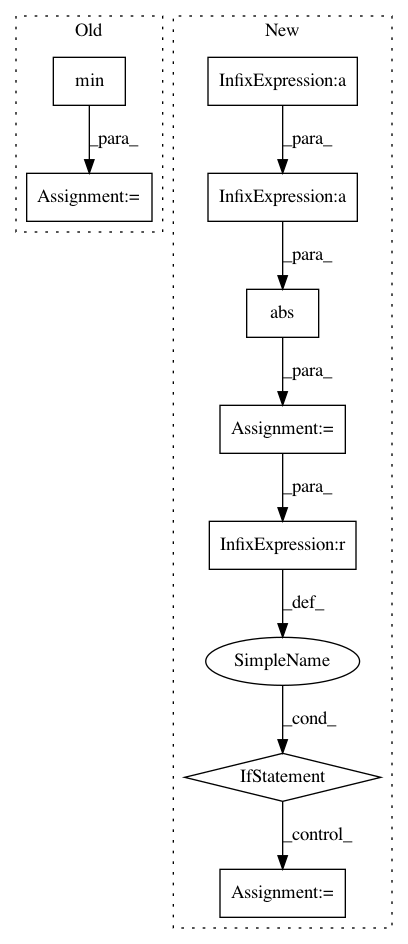 Old
min
_para_
Assignment:=
New
InfixExpression:a
_para_
InfixExpression:a
_para_
abs
_para_
Assignment:=
_para_
InfixExpression:r
_def_
SimpleName
_cond_
IfStatement
_control_
Assignment:=